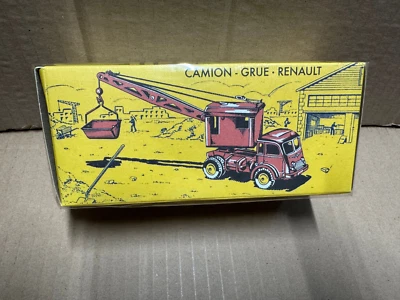 CAMION - GRUE - RENAULT